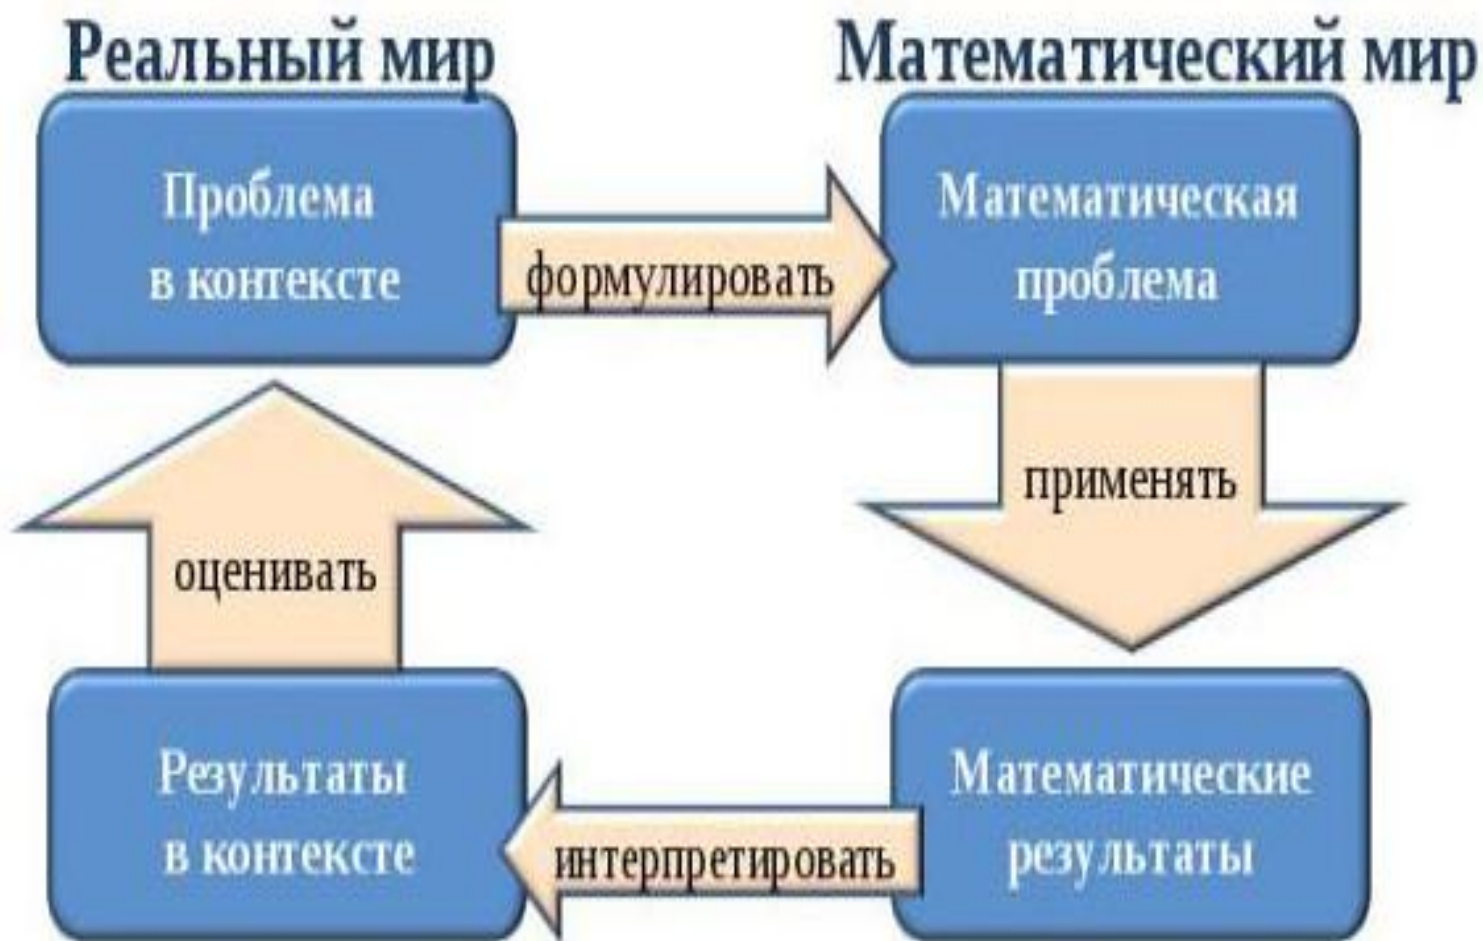 Реальный мир
Математический мир
Проблема
в контексте
формулировать
Математическая
проблема
применять
оценивать
Результаты
в контексте
интерпретировать
Математические
результаты